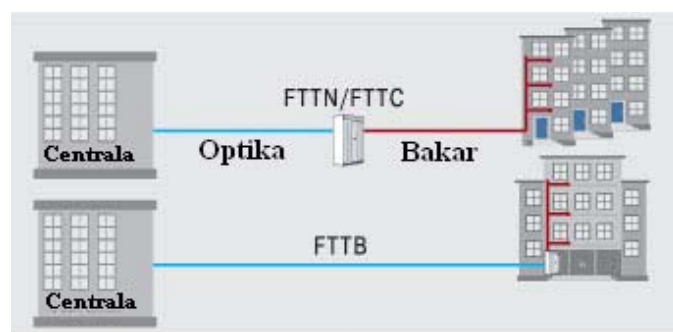 FTTN/FTTC
Centrala
Optika
Bakar
FTTB
Centrala